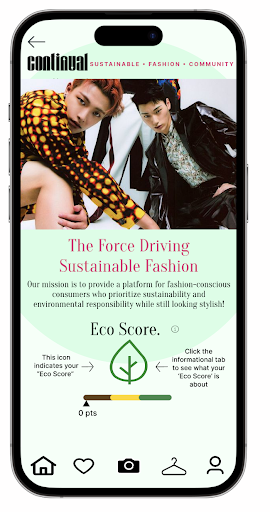 continual SUSTAINABLE • FASHION • COMMUNITY
The Force Driving
Sustainable Fashion
Our mission is to provide a platform for fashion-conscious
consumers who prioritize sustainability and
environmental responsibility while still looking stylish!
Eco Score. i
This icon
indicates your
"Eco Score"
Click the
informational tab
to see what your
'Eco Score' is
about
0 pts